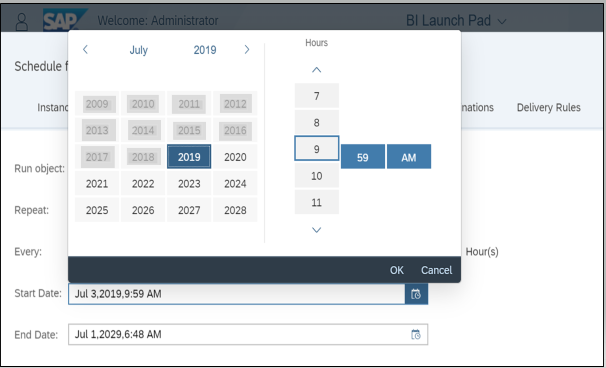 SAP Welcome: Administrator BI Launch Pad
July 2019 Hours
Schedule f
Instanc nations Delivery Rules
2009 2010 2011 2012
2013 2014 2015 2016
2017 2018 2019 2020
2021 2022 2023 2024
2025 2026 2027 2028
7
8
9 59 AM
10
11
Run object:
Repeat:
Every: Hour(s)
OK Cancel
Start Date: Jul 3,2019,9:59 AM
End Date: Jul 1,2029,6:48 AM